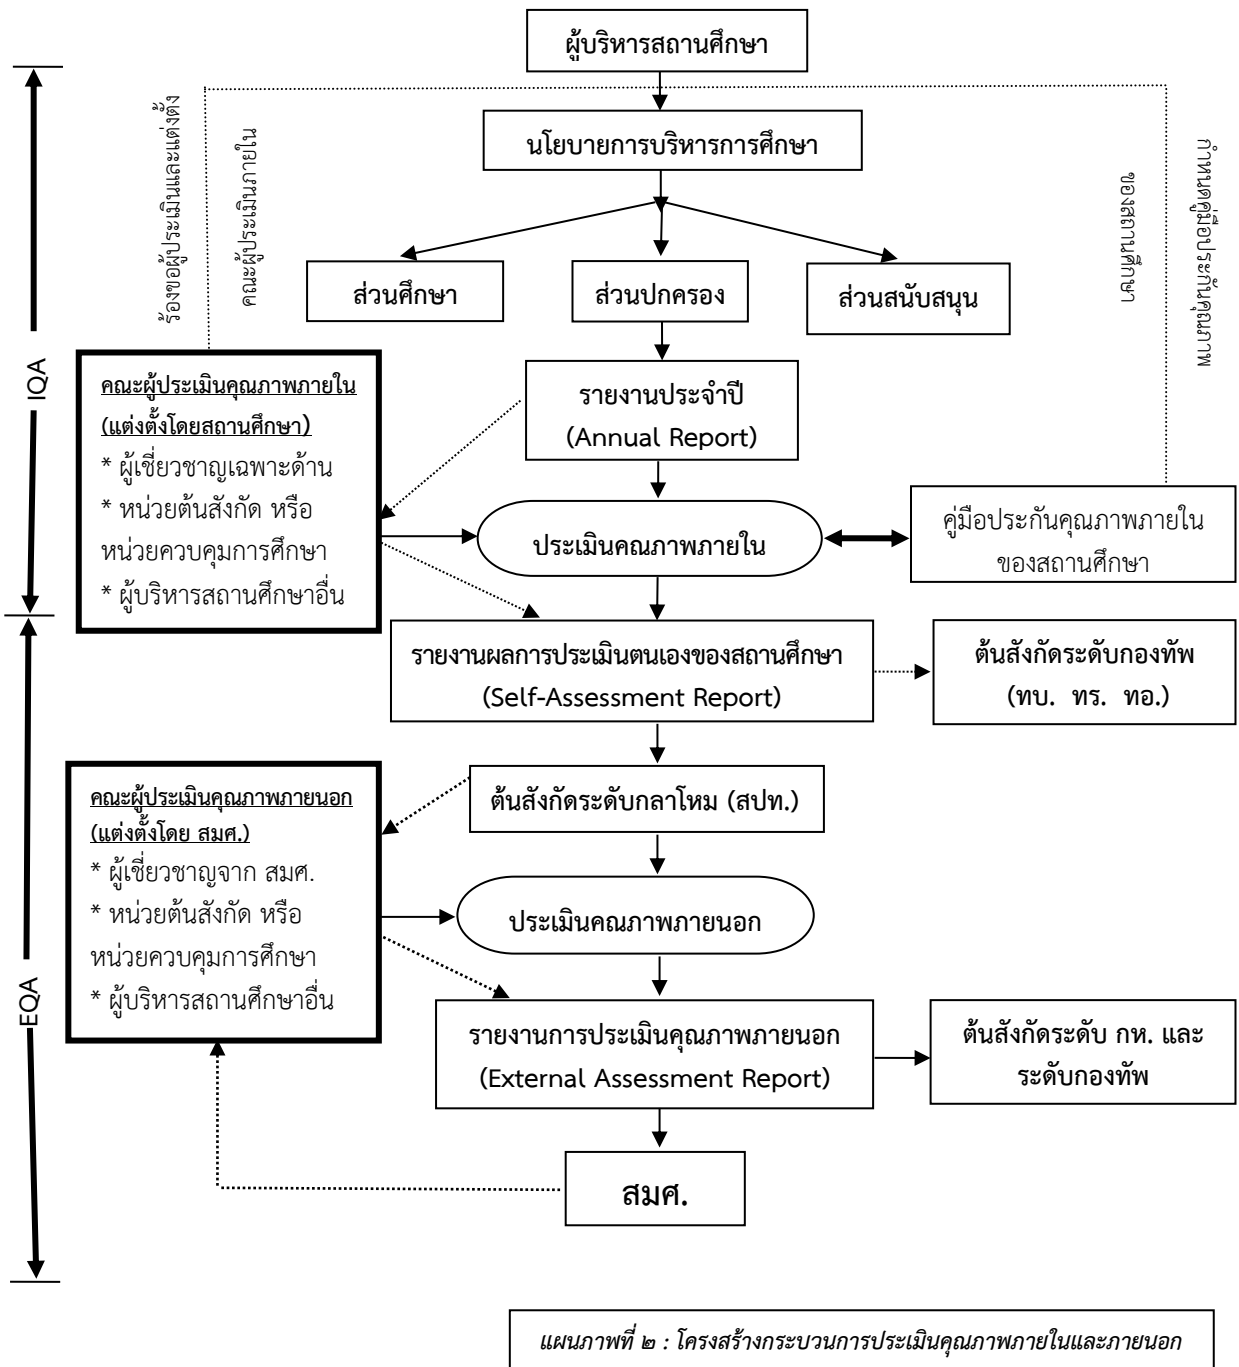 ผู้บริหารสถานศึกษา
นโยบายการบริหารการศึกษา
ร้องขอผู้ประเมินและแต่งตั้ง
คณะผู้ประเมินภายใน
กำหนดคู่มือประกันคุณภาพ
ของสถานศึกษา
ส่วนศึกษา
ส่วนปกครอง
ส่วนสนับสนุน
IQA
คณะผู้ประเมินคุณภาพภายใน
(แต่งตั้งโดยสถานศึกษา)
* ผู้เชี่ยวชาญเฉพาะด้าน
* หน่วยต้นสังกัด หรือ
หน่วยควบคุมการศึกษา
* ผู้บริหารสถานศึกษาอื่น
รายงานประจำปี
(Annual Report)
ประเมินคณภาพภายใน
คู่มือประกันคุณภาพภายใน
ของสถานศึกษา
รายงานผลการประเมินตนเองของสถานศึกษา
(Self-Assessment Report)
ต้นสังกัดระดับกองทัพ
(ทบ. ทร. ทอ.)
EQA
คณะผู้ประเมินคุณภาพภายนอก
(แต่งตั้งโดย สมศ.)
* ผู้เชี่ยวชาญจาก สมศ.
* หน่วยต้นสังกัด หรือ
หน่วยควบคุมการศึกษา
* ผู้บริหารสถานศึกษาอื่น
ต้นสังกัดระดับกลาโหม (สปท.)
ประเมินคณภาพภายนอก
รายงานการประเมินคุณภาพภายนอก
(External Assessment Report)
ต้นสังกัดระดับ กห. และ
ระดับกองทัพ
สมศ.
แผนภาพที่ ๒ : โครงสร้างกระบวนการประเมินคุณภาพภายในและภายนอก